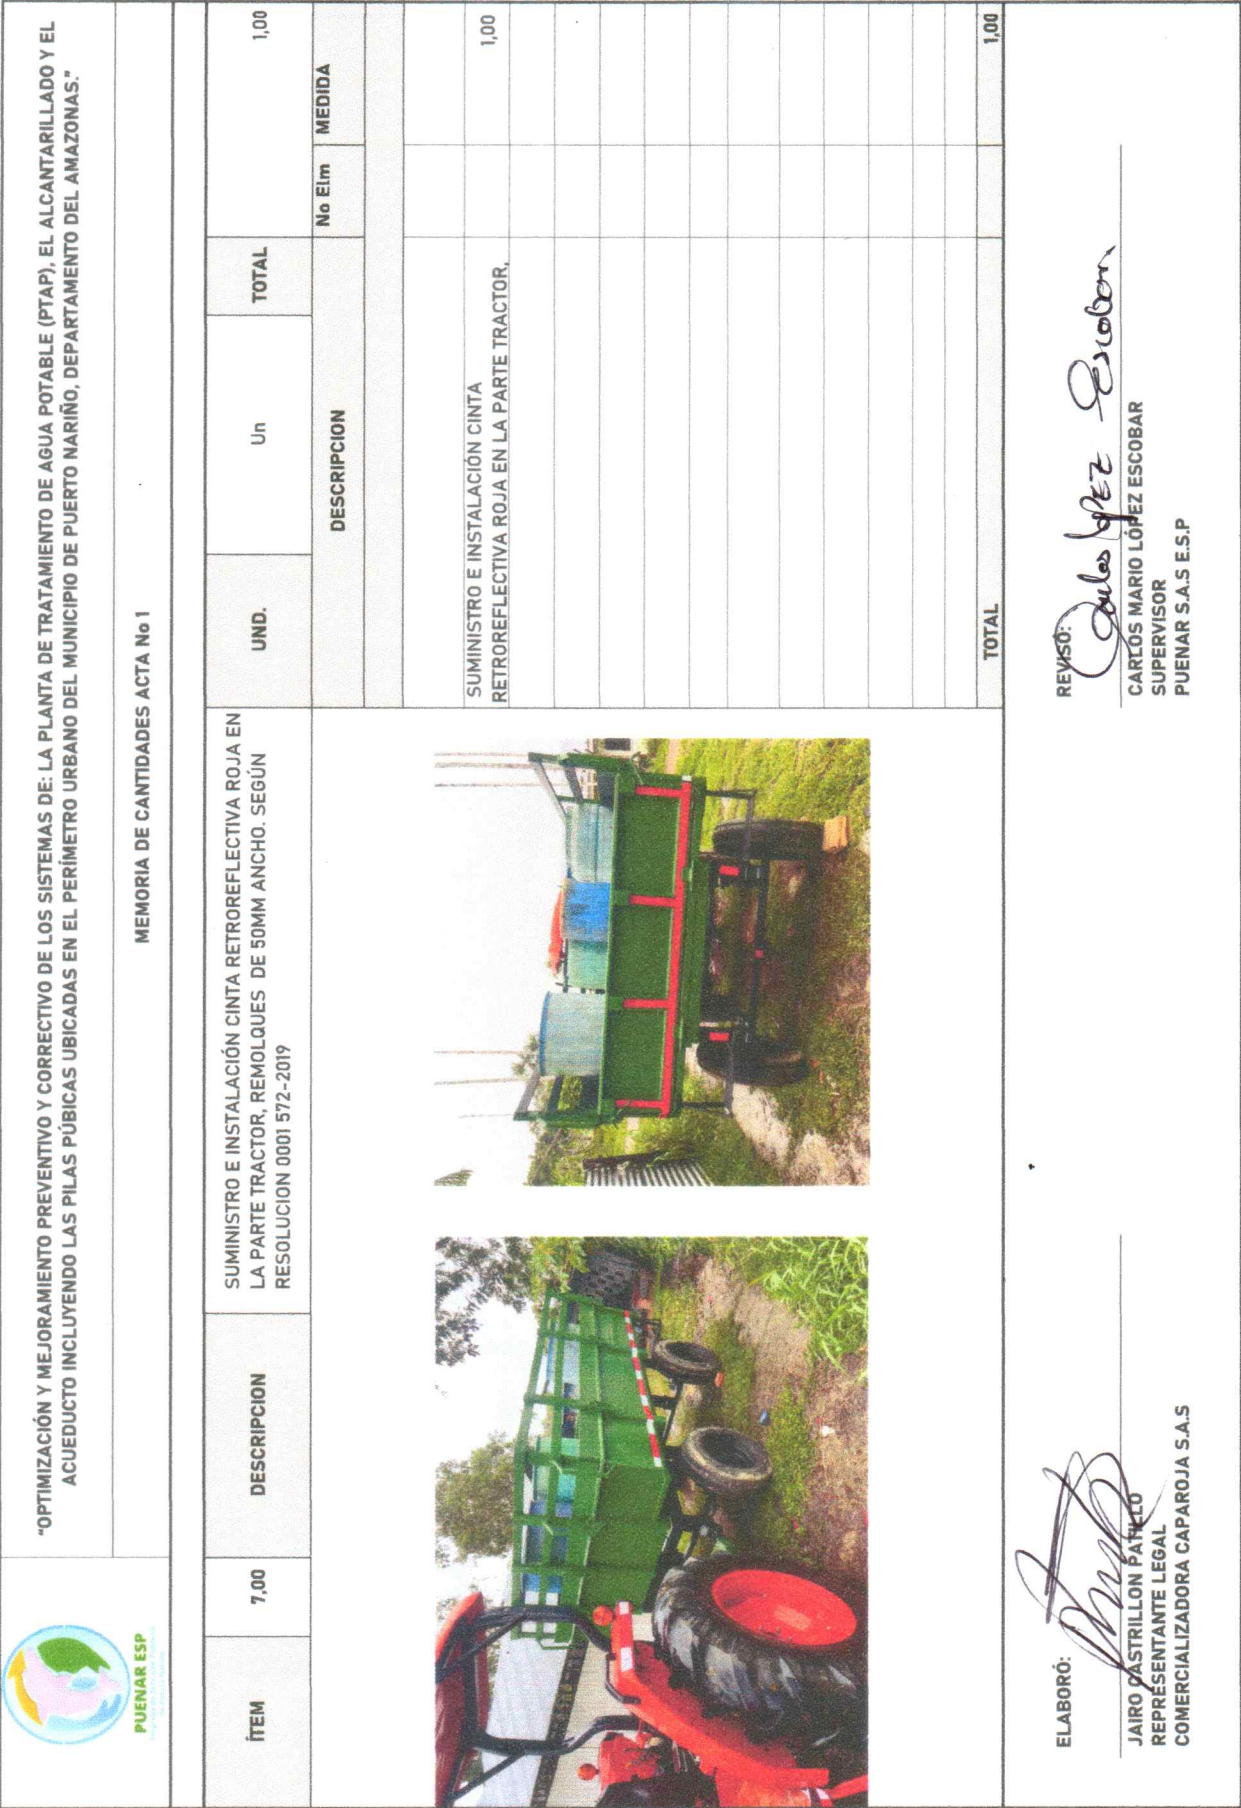 PUENAR ESP
"OPTIMIZACIÓN Y MEJORAMIENTO PREVENTIVO Y CORRECTIVO DE LOS SISTEMAS DE: LA PLANTA DE TRATAMIENTO DE AGUA POTABLE (PTAP), EL ALCANTARILLADO Y EL
ACUEDUCTO INCLUYENDO LAS PILAS PÚBICAS UBICADAS EN EL PERÍMETRO URBANO DEL MUNICIPIO DE PUERTO NARIÑO, DEPARTAMENTO DEL AMAZONAS."
MEMORIA DE CANTIDADES ACTA No 1
ÍTEM 7,00 DESCRIPCION
SUMINISTRO E INSTALACIÓN CINTA RETROREFLECTIVA ROJA EN
LA PARTE TRACTOR, REMOLQUES DE 50MM ANCHO. SEGÚN
RESOLUCION 0001 572-2019
UND. Un TOTAL 1,00
DESCRIPCION No Elm MEDIDA
SUMINISTRO E INSTALACIÓN CINTA
RETROREFLECTIVA ROJA EN LA PARTE TRACTOR,
1,00
TOTAL 1,00
ELABORÓ:
JAIRO CASTRILLON PATILLO
REPRESENTANTE LEGAL
COMERCIALIZADORA CAPAROJA S.A.S
REVISÓ:
Carlos López Escobar
CARLOS MARIO LÓPEZ ESCOBAR
SUPERVISOR
PUENAR S.A.S E.S.P